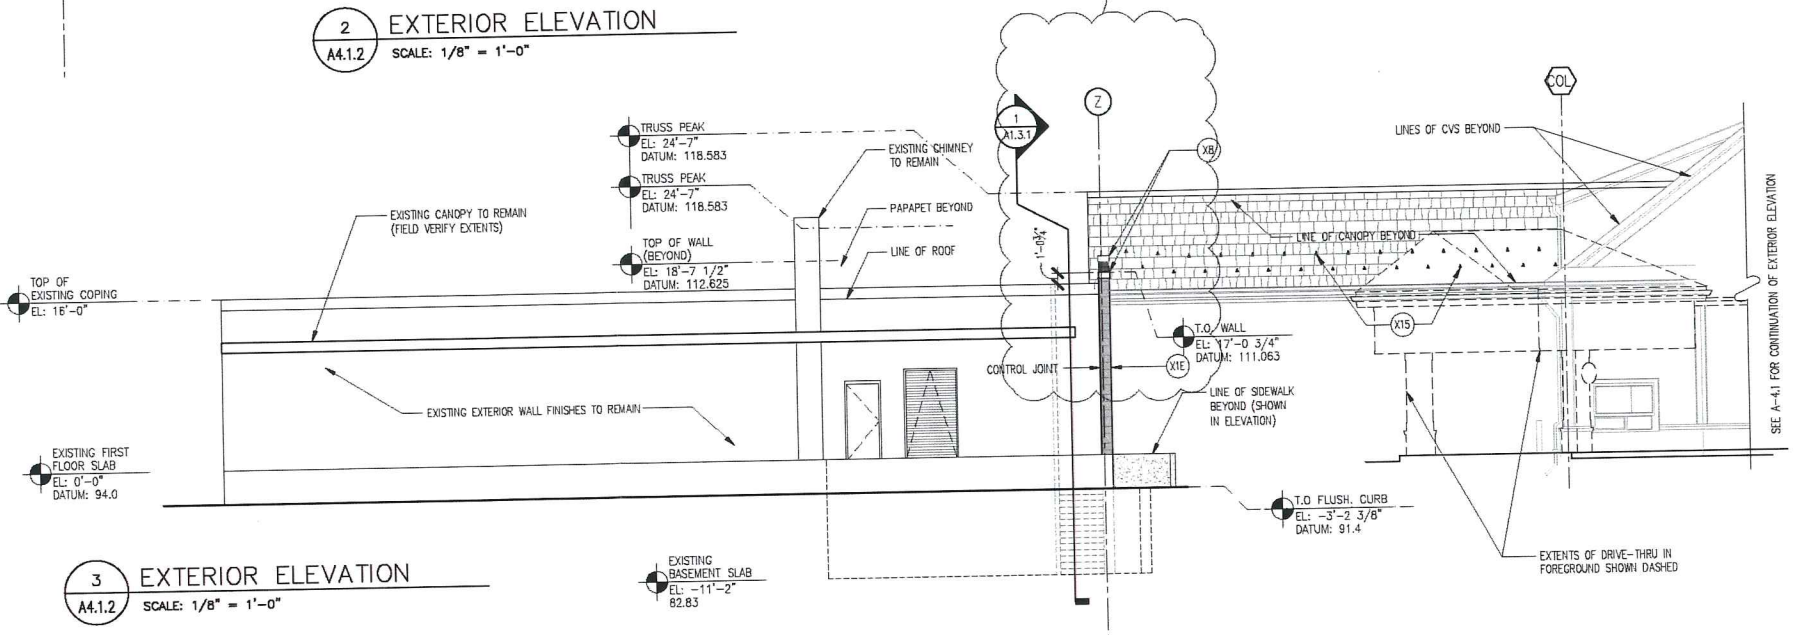 2
A4.1.2
EXTERIOR ELEVATION
SCALE: 1/8" = 1'-0"
COL
Z
1
A1.3.1
X8
LINES OF CVS BEYOND
TRUSS PEAK
EL: 24'-7"
DATUM: 118.583
EXISTING CHIMNEY
TO REMAIN
TRUSS PEAK
EL: 24'-7"
DATUM: 118.583
PAPAPET BEYOND
EXISTING CANOPY TO REMAIN
(FIELD VERIFY EXTENTS)
LINE OF CANOPY BEYOND
1'-0¾"
TOP OF WALL
(BEYOND)
EL: 18'-7 1/2"
DATUM: 112.625
LINE OF ROOF
TOP OF
EXISTING COPING
EL: 16'-0"
X15
T.O. WALL
EL: 17'-0 3/4"
DATUM: 111.063
CONTROL JOINT
X1E
LINE OF SIDEWALK
BEYOND (SHOWN
IN ELEVATION)
EXISTING EXTERIOR WALL FINISHES TO REMAIN
SEE A-4.1 FOR CONTINUATION OF EXTERIOR ELEVATION
EXISTING FIRST
FLOOR SLAB
EL: 0'-0"
DATUM: 94.0
T.O FLUSH. CURB
EL: -3'-2 3/8"
DATUM: 91.4
EXTENTS OF DRIVE-THRU IN
FOREGROUND SHOWN DASHED
EXISTING
BASEMENT SLAB
EL: -11'-2"
82.83
3
A4.1.2
EXTERIOR ELEVATION
SCALE: 1/8" = 1'-0"